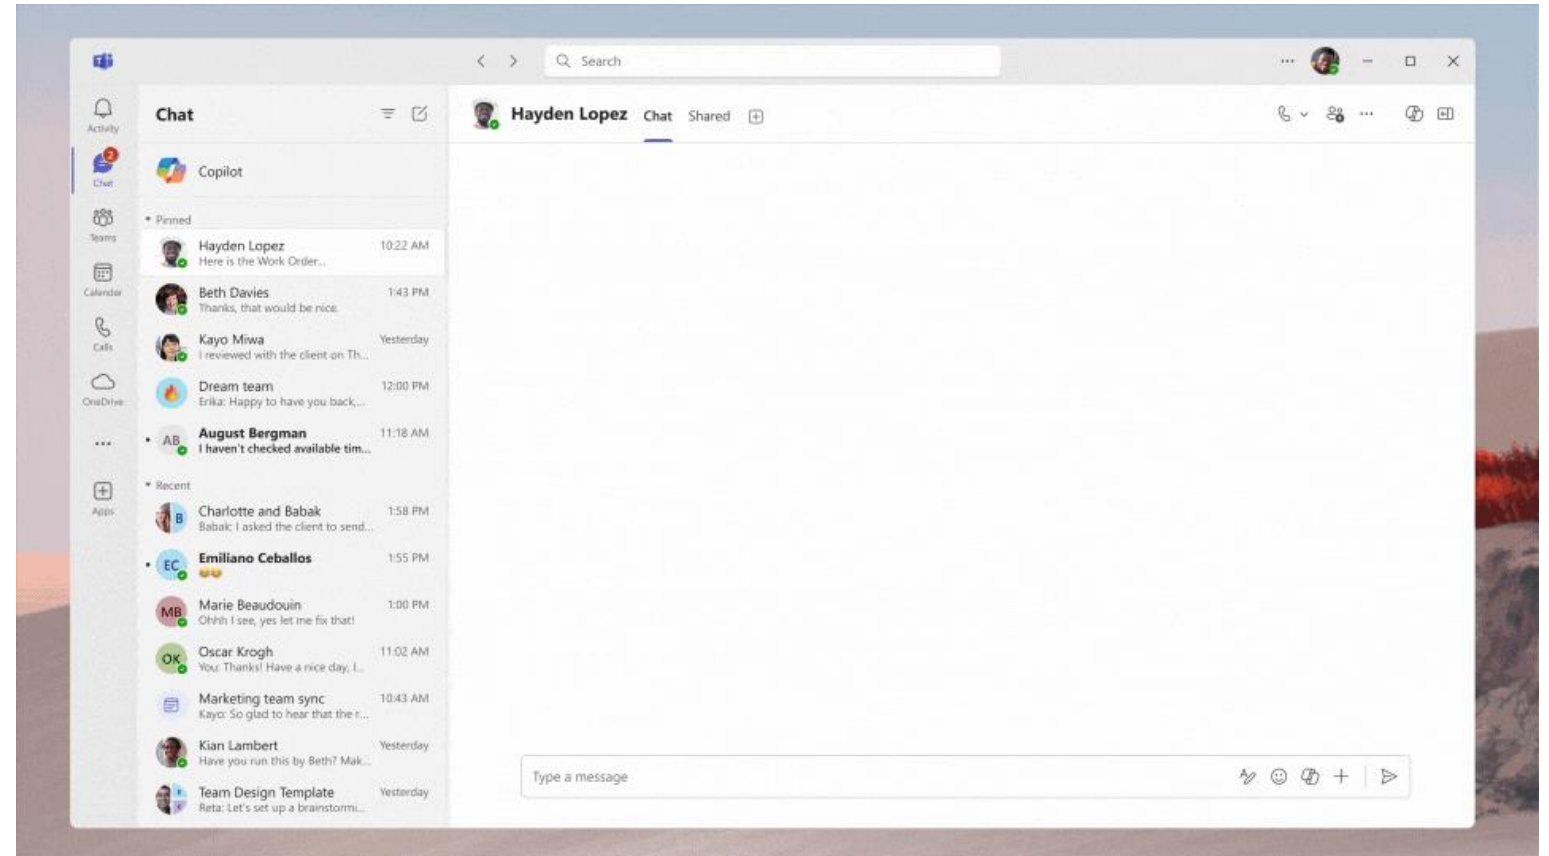 Search
Activity
2
Chat
Teams
Calendar
Calls
OneDrive
Apps
Chat
Copilot
Pinned
Hayden Lopez 10:22 AM
Here is the Work Order...
Beth Davies 1:43 PM
Thanks, that would be nice.
Kayo Miwa Yesterday
I reviewed with the client on Th...
Dream team 12:00 PM
Erika: Happy to have you back,...
AB August Bergman 11:18 AM
I haven't checked available tim...
Recent
B Charlotte and Babak 1:58 PM
Babak: I asked the client to send...
EC Emiliano Ceballos 1:55 PM
MB Marie Beaudouin 1:00 PM
Ohhh I see, yes let me fix that!
OK Oscar Krogh 11:02 AM
You: Thanks! Have a nice day, I...
Marketing team sync 10:43 AM
Kayo: So glad to hear that the r...
Kian Lambert Yesterday
Have you run this by Beth? Mak...
Team Design Template Yesterday
Reta: Let's set up a brainstormi...
Hayden Lopez Chat Shared
Type a message